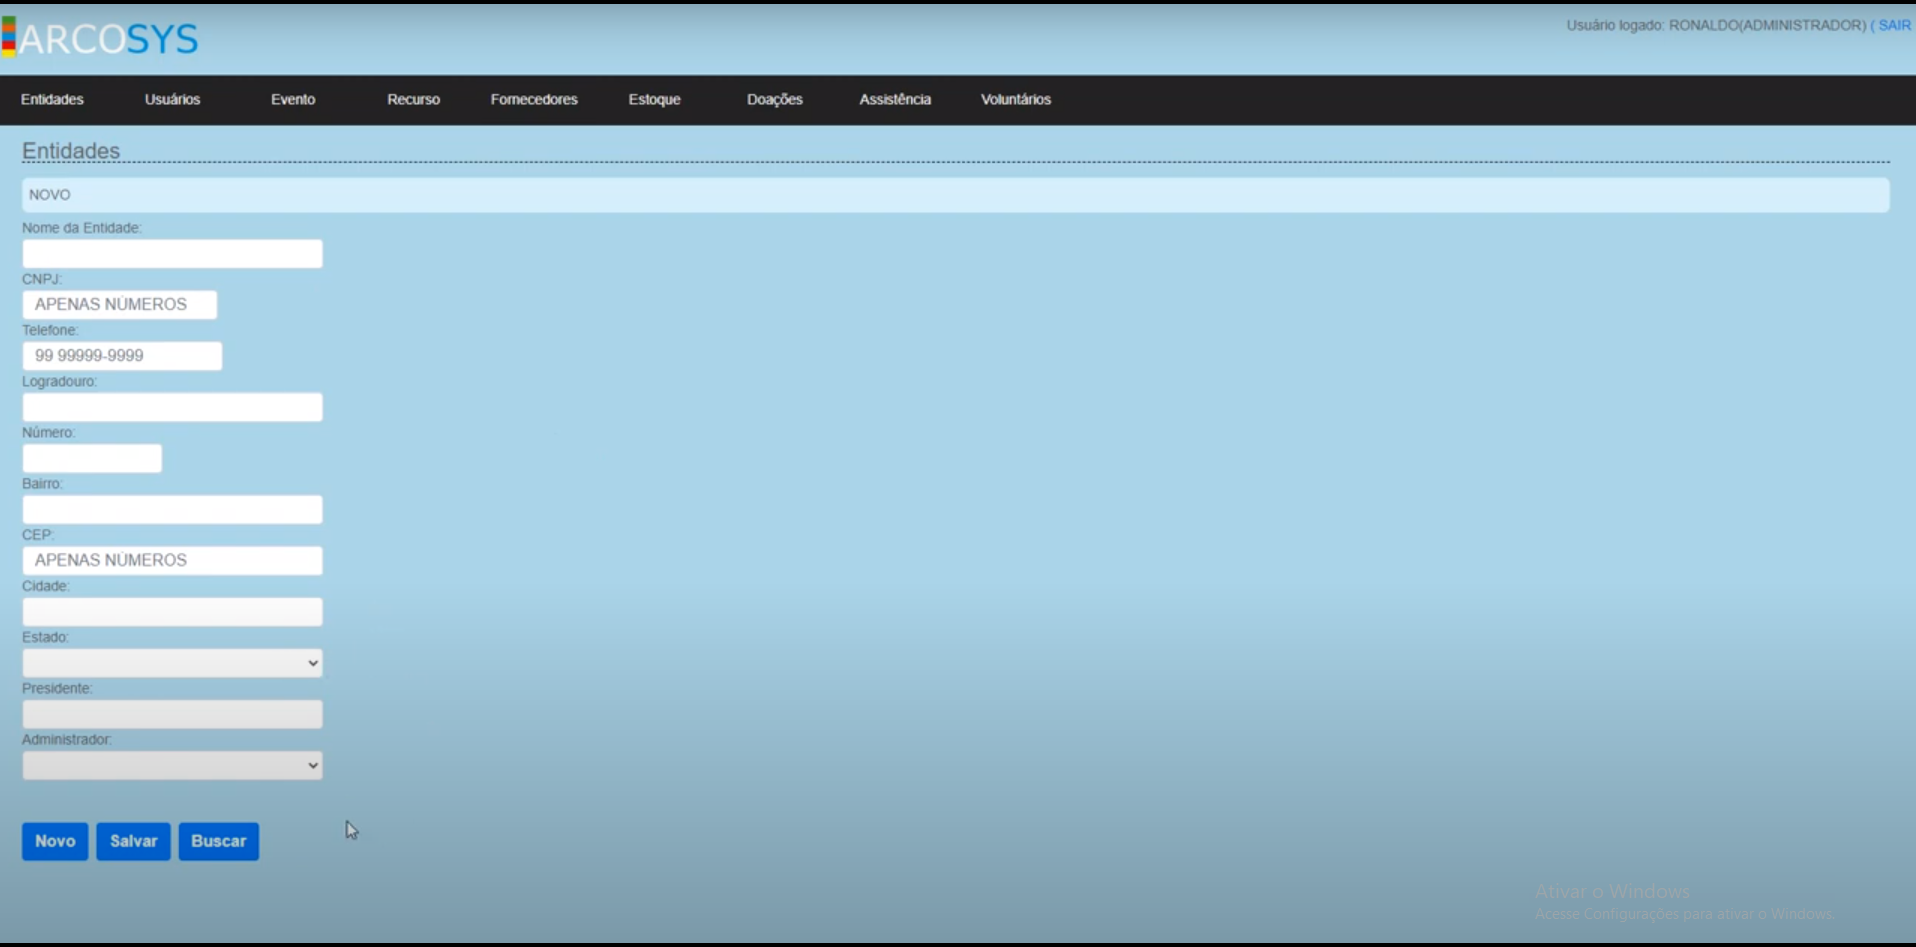 ARCOSYS
Usuário logado: RONALDO(ADMINISTRADOR) ( SAIR
Entidades Usuários Evento Recurso Fornecedores Estoque Doações Assistência Voluntários
Entidades
NOVO
Nome da Entidade:
CNPJ:
APENAS NÚMEROS
Telefone:
99 99999-9999
Logradouro:
Número:
Bairro:
CEP:
APENAS NÚMEROS
Cidade:
Estado:
Presidente:
Administrador:
Novo Salvar Buscar
Ativar o Windows
Acesse Configurações para ativar o Windows.